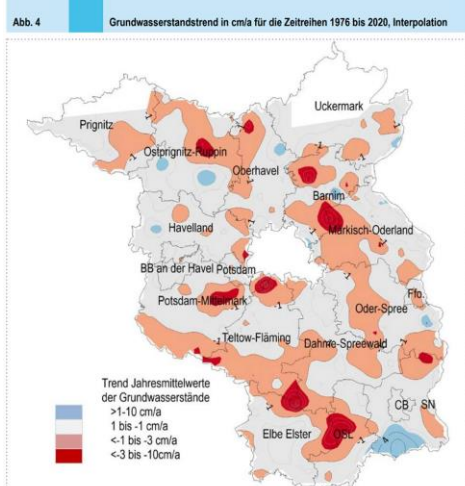 Abb. 4
Grundwasserstandstrend in cm/a für die Zeitreihen 1976 bis 2020, Interpolation
Uckermark
Prignitz
Ostprignitz-Ruppin
Oberhavel
Barnim
Havelland
Märkisch-Oderland
BB an der Havel
Potsdam
Ffo.
Potsdam-Mittelmark
Oder-Spree
Teltow-Fläming
Dahme-Spreewald
CB
SN
Elbe Elster
OSL
Trend Jahresmittelwerte
der Grundwasserstände
>1-10 cm/a
1 bis -1 cm/a
<-1 bis -3 cm/a
<-3 bis -10cm/a